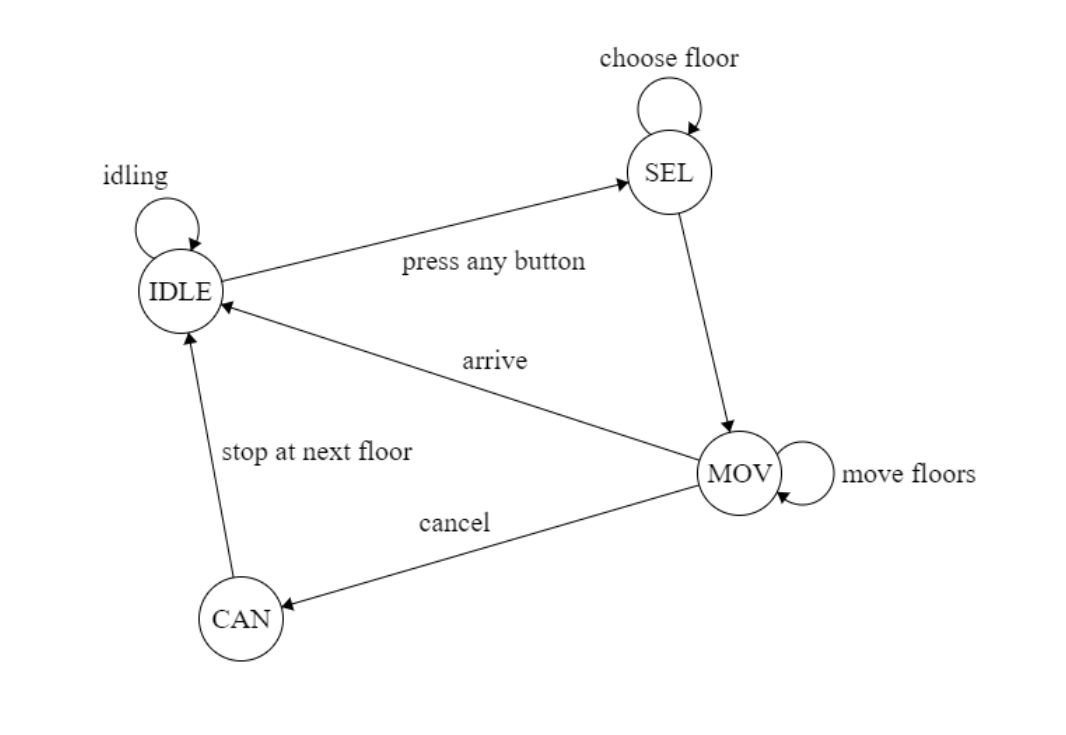 choose floor
SEL
idling
press any button
IDLE
arrive
stop at next floor
MOV
move floors
cancel
CAN